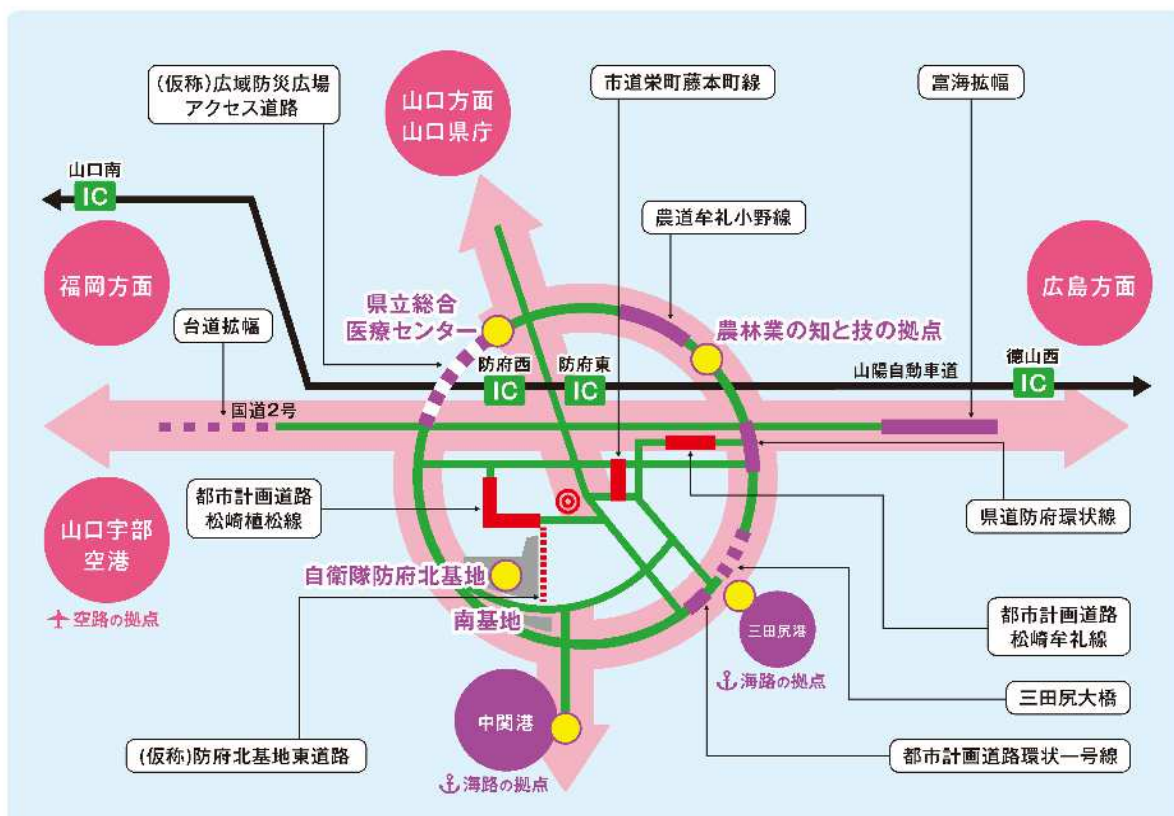 (仮称)広域防災広場
アクセス道路
山口方面
山口県庁
市道栄町藤本町線
富海拡幅
山口南
IC
農道牟礼小野線
福岡方面
広島方面
県立総合
医療センター
農林業の知と技の拠点
台道拡幅
防府西
IC
防府東
IC
山陽自動車道
徳山西
IC
国道2号
都市計画道路
松崎植松線
県道防府環状線
山口宇部
空港
空路の拠点
自衛隊防府北基地
南基地
三田尻港
海路の拠点
都市計画道路
松崎牟礼線
三田尻大橋
中関港
海路の拠点
(仮称)防府北基地東道路
都市計画道路環状一号線